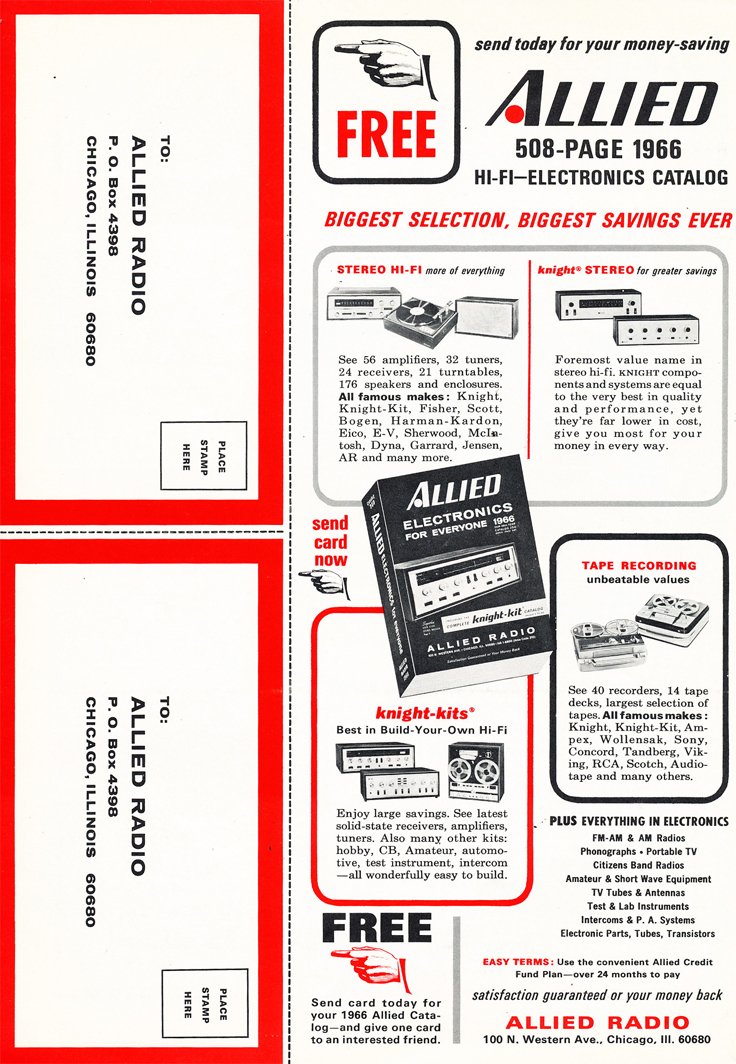 TO:
ALLIED RADIO
P. O. Box 4398
CHICAGO, ILLINOIS 60680
PLACE
STAMP
HERE
TO:
ALLIED RADIO
P. O. Box 4398
CHICAGO, ILLINOIS 60680
PLACE
STAMP
HERE
FREE
send today for your money-saving
ALLIED
508-PAGE 1966
HI-FI—ELECTRONICS CATALOG
BIGGEST SELECTION, BIGGEST SAVINGS EVER
STEREO HI-FI more of everything
See 56 amplifiers, 32 tuners,
24 receivers, 21 turntables,
176 speakers and enclosures.
All famous makes: Knight,
Knight-Kit, Fisher, Scott,
Bogen, Harman-Kardon,
Eico, E-V, Sherwood, McIn-
tosh, Dyna, Garrard, Jensen,
AR and many more.
knight® STEREO for greater savings
Foremost value name in
stereo hi-fi. KNIGHT compo-
nents and systems are equal
to the very best in quality
and performance, yet
they're far lower in cost,
give you most for your
money in every way.
send
card
now
ALLIED ELECTRONICS for everyone
ALLIED
ELECTRONICS
FOR EVERYONE 1966
COMPLETE knight-kit CATALOG
ALLIED RADIO
Satisfaction Guaranteed or Your Money Back
TAPE RECORDING
unbeatable values
See 40 recorders, 14 tape
decks, largest selection of
tapes. All famous makes:
Knight, Knight-Kit, Am-
pex, Wollensak, Sony,
Concord, Tandberg, Vik-
ing, RCA, Scotch, Audio-
tape and many others.
knight-kits®
Best in Build-Your-Own Hi-Fi
Enjoy large savings. See latest
solid-state receivers, amplifiers,
tuners. Also many other kits:
hobby, CB, Amateur, automo-
tive, test instrument, intercom
—all wonderfully easy to build.
PLUS EVERYTHING IN ELECTRONICS
FM-AM & AM Radios
Phonographs • Portable TV
Citizens Band Radios
Amateur & Short Wave Equipment
TV Tubes & Antennas
Test & Lab Instruments
Intercoms & P. A. Systems
Electronic Parts, Tubes, Transistors
FREE
Send card today for
your 1966 Allied Cata-
log—and give one card
to an interested friend.
EASY TERMS: Use the convenient Allied Credit
Fund Plan—over 24 months to pay
satisfaction guaranteed or your money back
ALLIED RADIO
100 N. Western Ave., Chicago, Ill. 60680